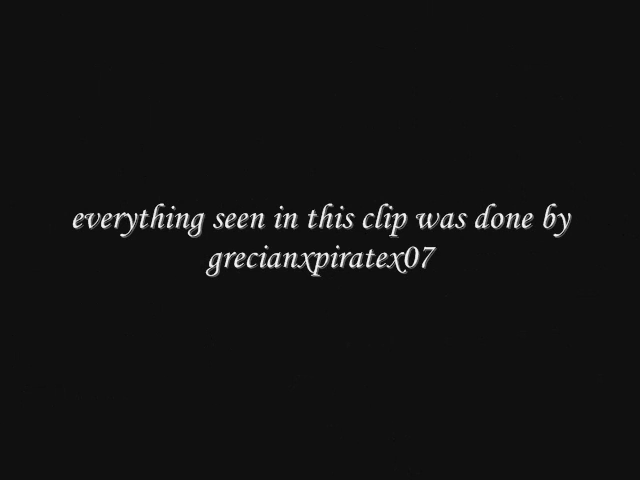 everything seen in this clip was done by
grecianxpiratex07